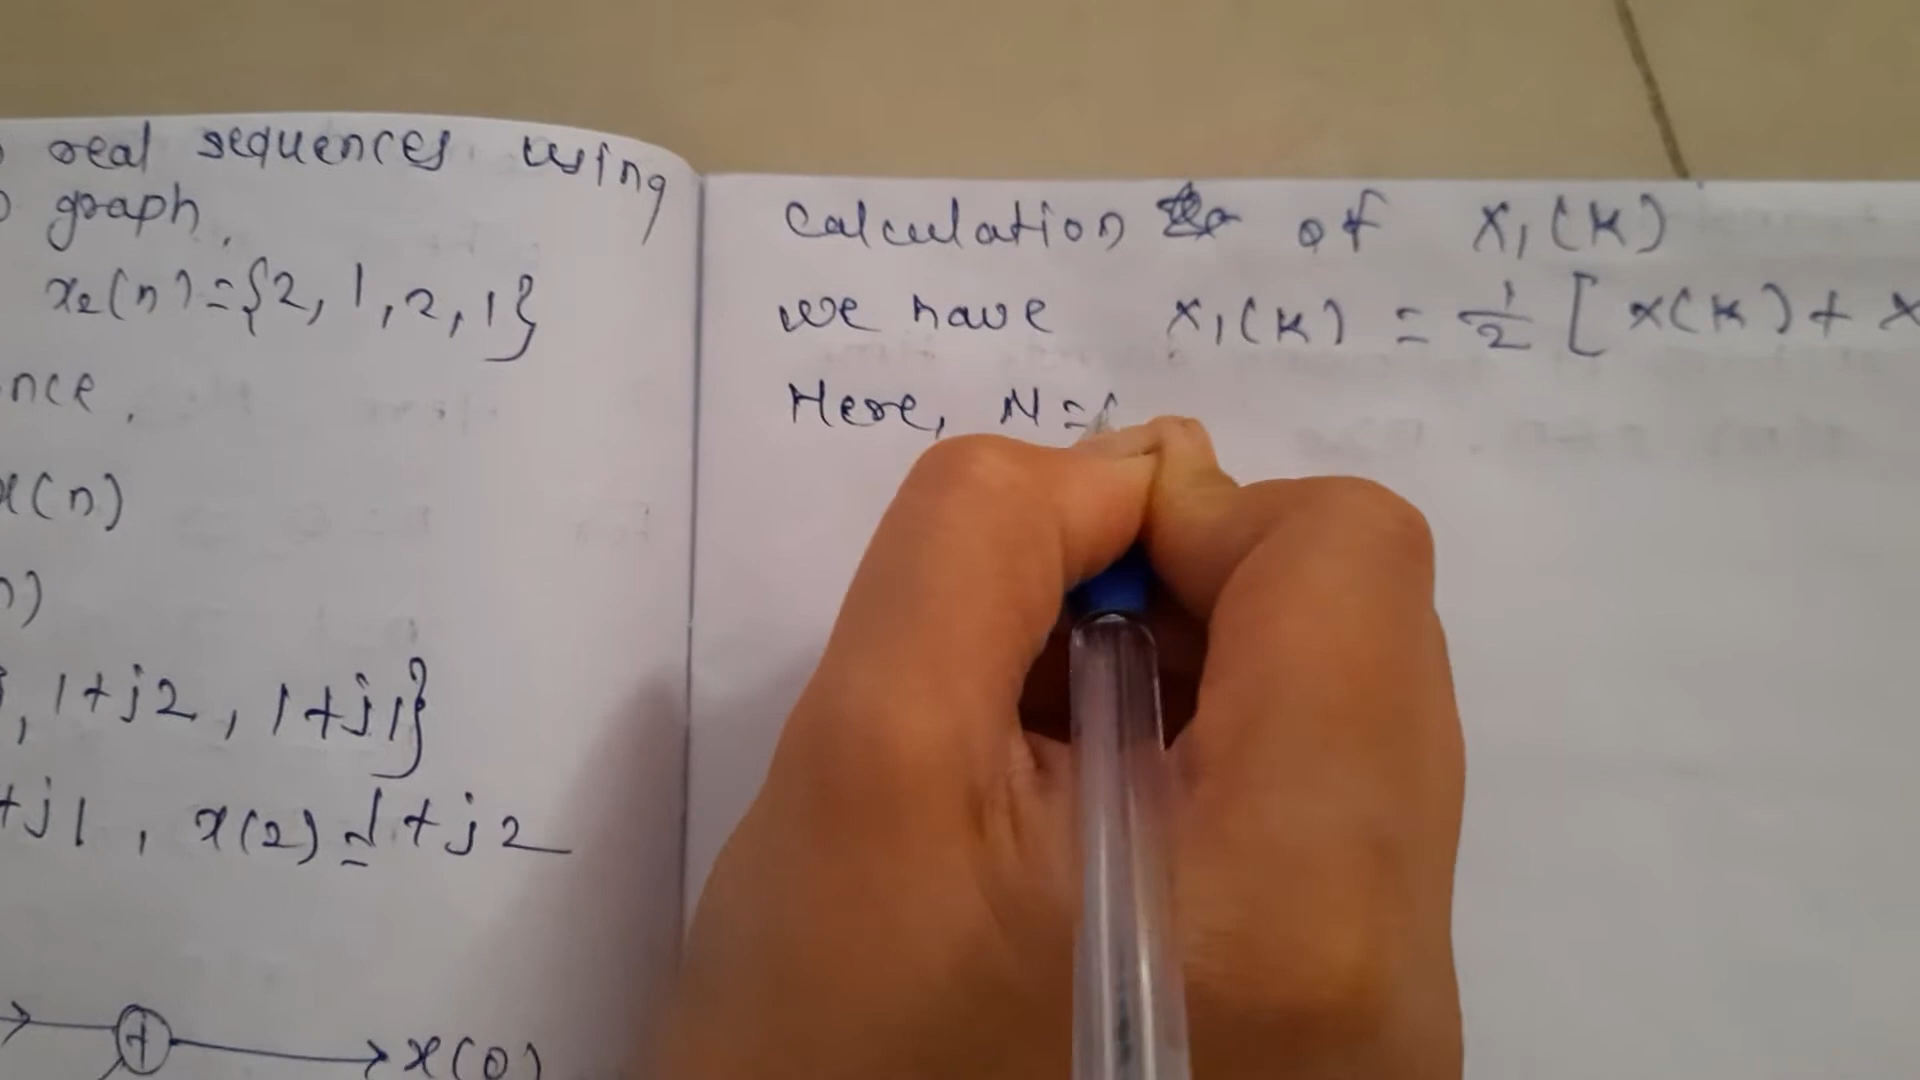 real sequences using
graph.
x₂(n)={2, 1, 2, 1}
nce.
x(n)
n)
, 1+j2, 1+j1}
+j1, x(2)=1+j2
+ x(0)
Calculation of X₁(K)
we have X₁(K) = 1/2 [ X(K) + X
Here, N =